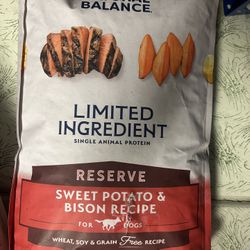 BALANCE
LIMITED
INGREDIENT
SINGLE ANIMAL PROTEIN
RESERVE
SWEET POTATO &
BISON RECIPE
FOR DOGS
WHEAT, SOY & GRAIN Free RECIPE